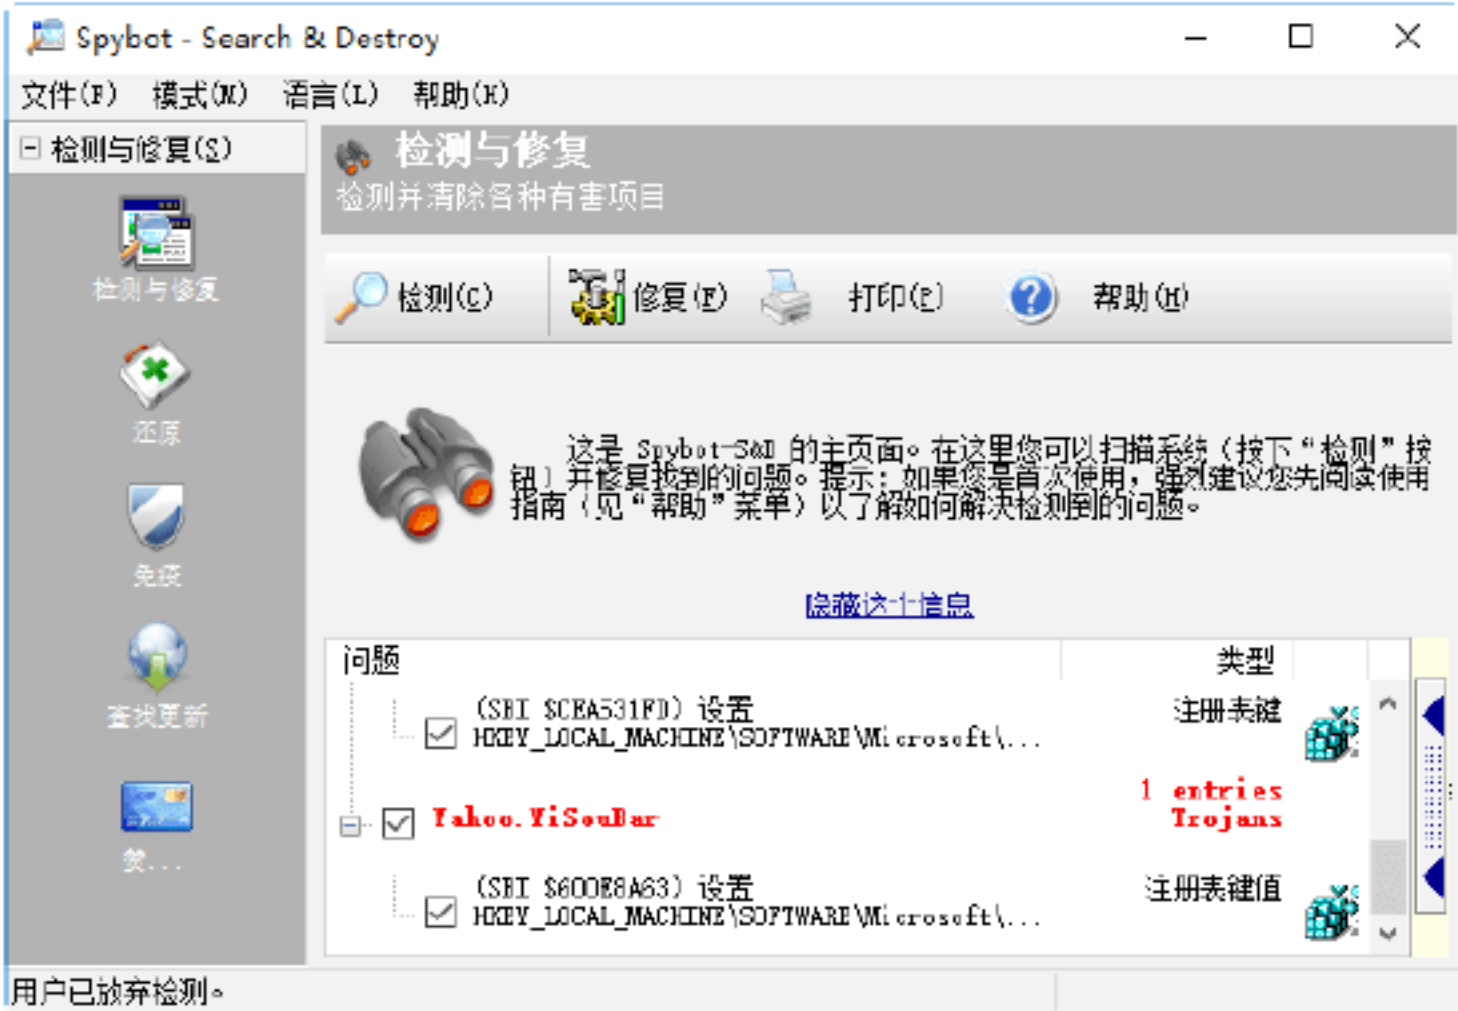 Spybot - Search & Destroy
文件(F) 模式(M) 语言(L) 帮助(H)
检测与修复(S)
检测与修复
还原
免疫
查找更新
赞...
检测与修复
检测并清除各种有害项目
检测(C) 修复(F) 打印(P) 帮助(H)
这是 Spybot-S&D 的主页面。在这里您可以扫描系统（按下“检测”按
钮）并修复找到的问题。提示：如果您是首次使用，强烈建议您先阅读使用
指南（见“帮助”菜单）以了解如何解决检测到的问题。
隐藏这个信息
问题 类型
(SBI $CEA531FD) 设置 注册表键
HKEY_LOCAL_MACHINE\SOFTWARE\Microsoft\...
Yahoo.YiSouBar 1 entries
Trojans
(SBI $600E8A63) 设置 注册表键值
HKEY_LOCAL_MACHINE\SOFTWARE\Microsoft\...
用户已放弃检测。